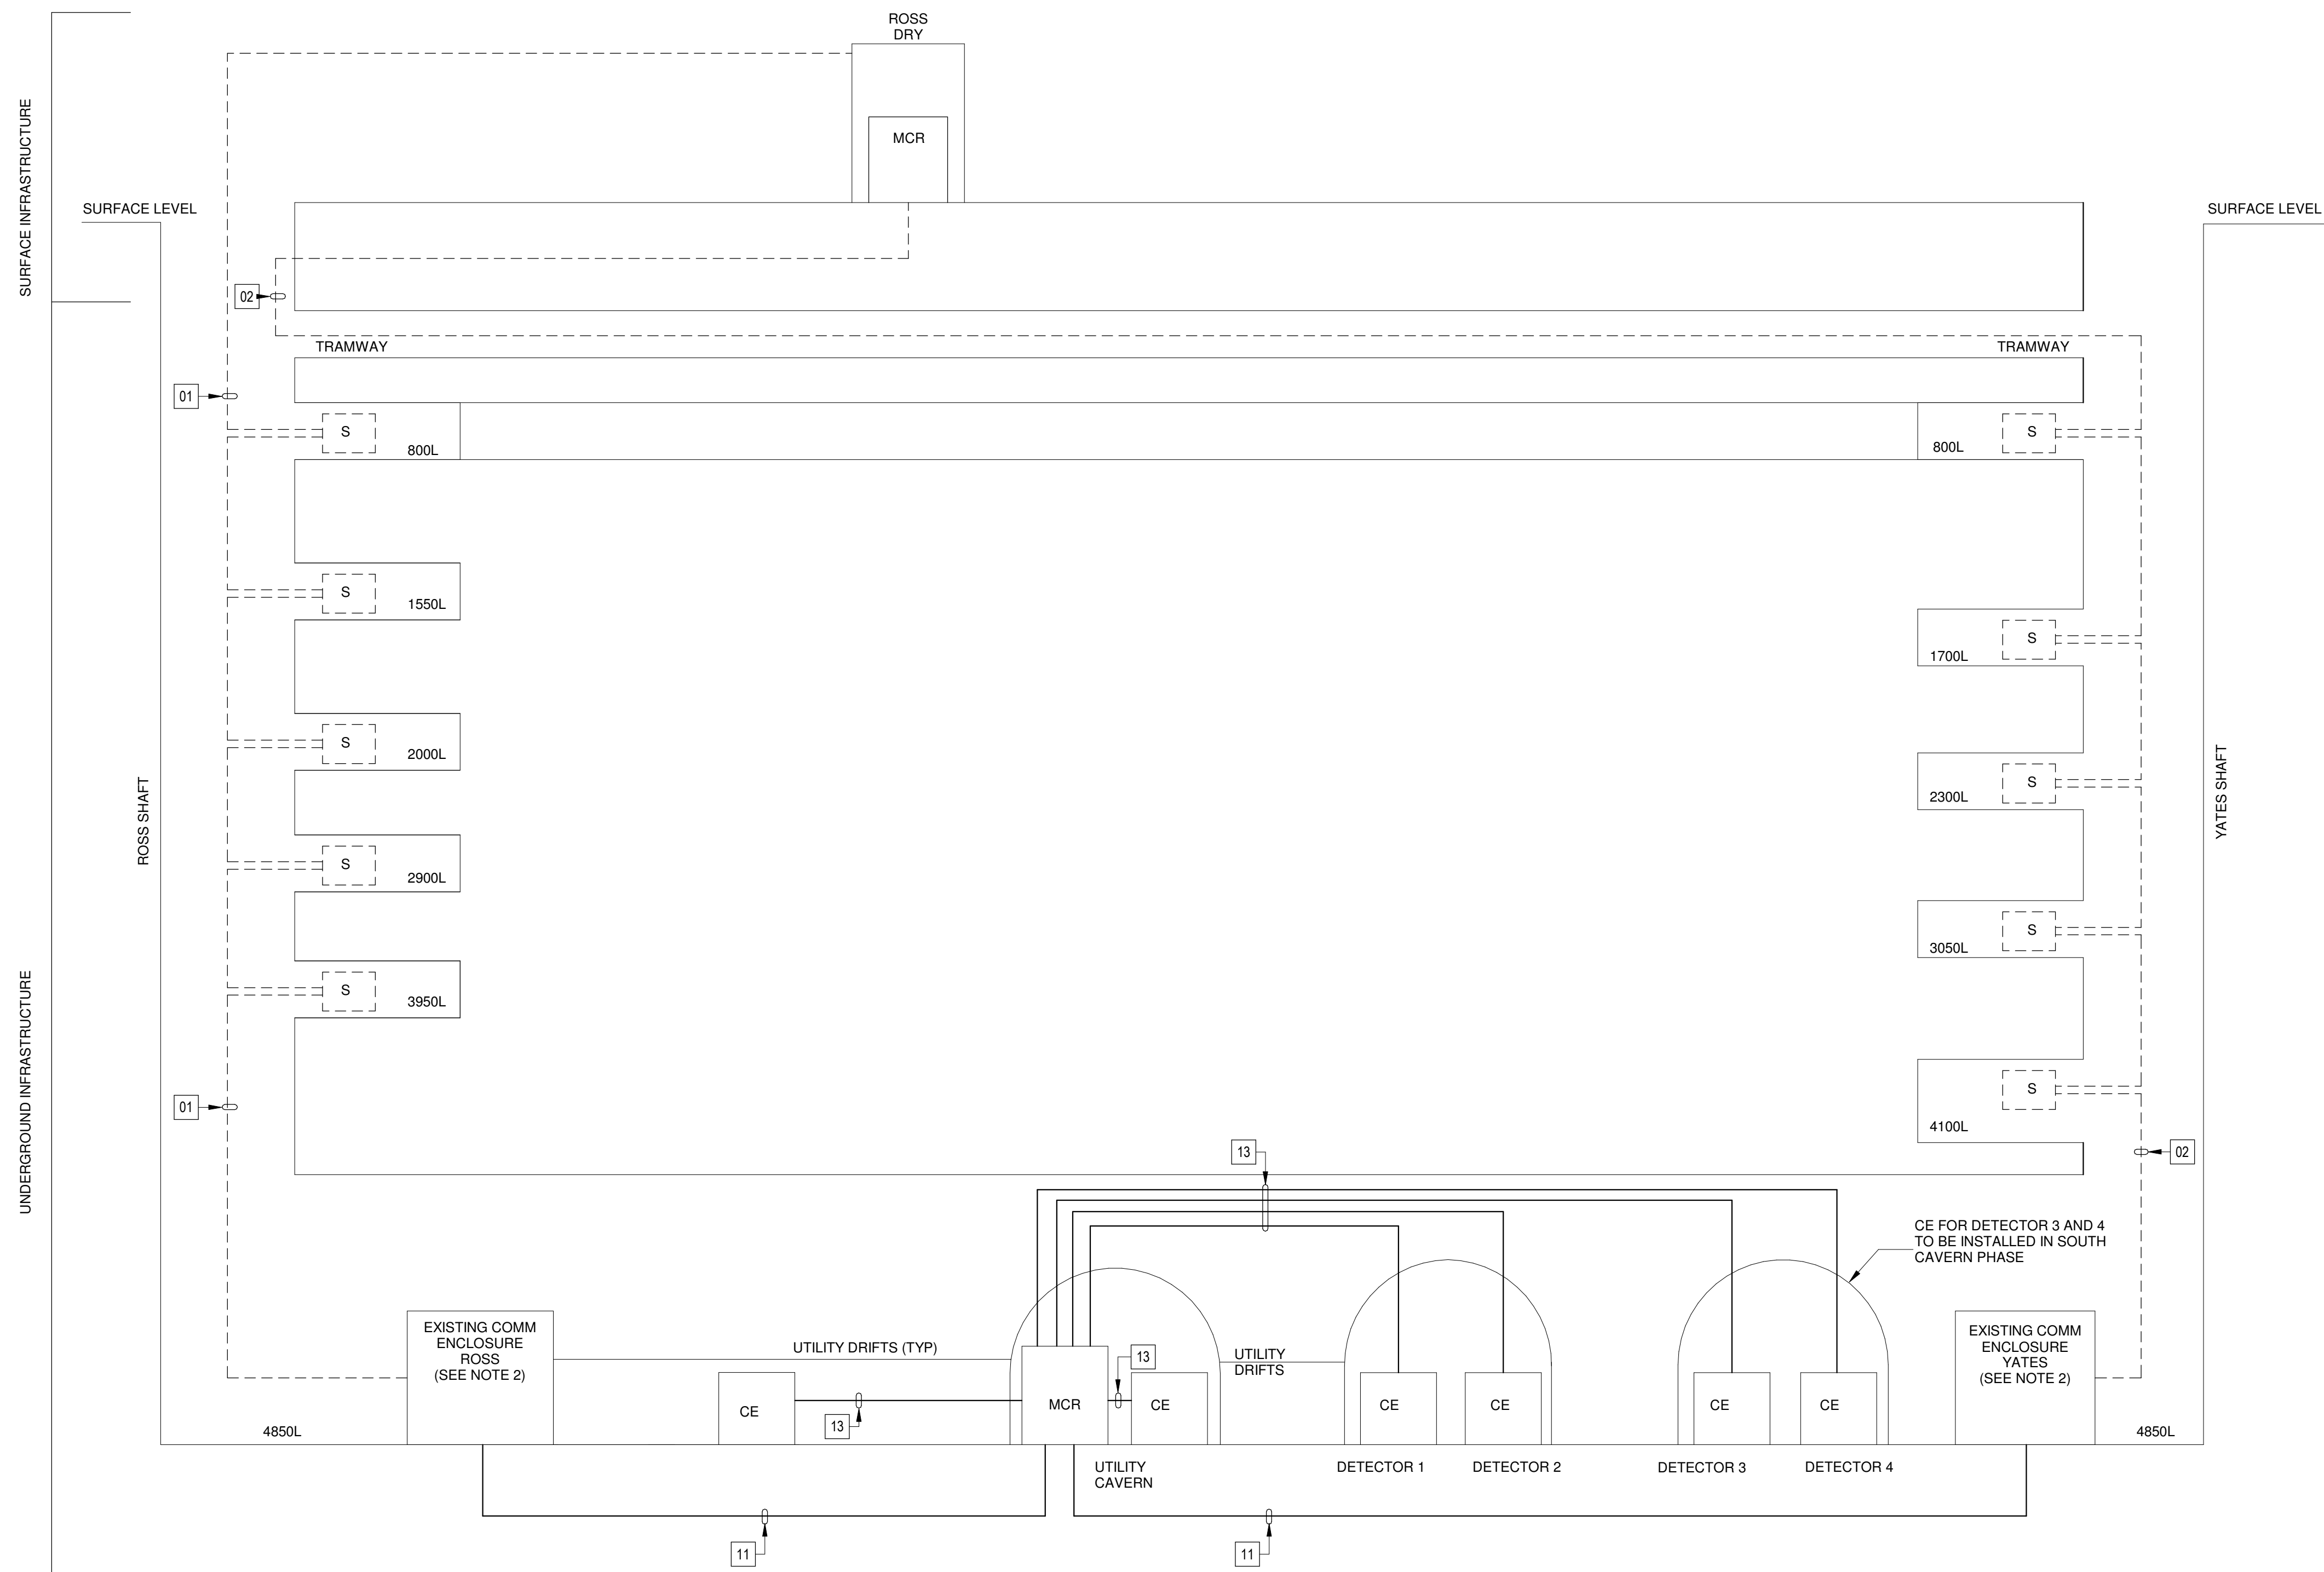 ROSS
DRY
MCR
SURFACE INFRASTRUCTURE
SURFACE LEVEL
SURFACE LEVEL
02
TRAMWAY
TRAMWAY
01
S
800L
S
800L
S
1550L
S
1700L
S
2000L
S
2300L
ROSS SHAFT
YATES SHAFT
S
2900L
S
3050L
S
3950L
UNDERGROUND INFRASTRUCTURE
01
S
4100L
13
02
CE FOR DETECTOR 3 AND 4
TO BE INSTALLED IN SOUTH
CAVERN PHASE
EXISTING COMM
ENCLOSURE
ROSS
(SEE NOTE 2)
UTILITY DRIFTS (TYP)
13
UTILITY
DRIFTS
EXISTING COMM
ENCLOSURE
YATES
(SEE NOTE 2)
4850L
CE
13
MCR
CE
CE
CE
CE
CE
4850L
UTILITY
CAVERN
DETECTOR 1
DETECTOR 2
DETECTOR 3
DETECTOR 4
11
11